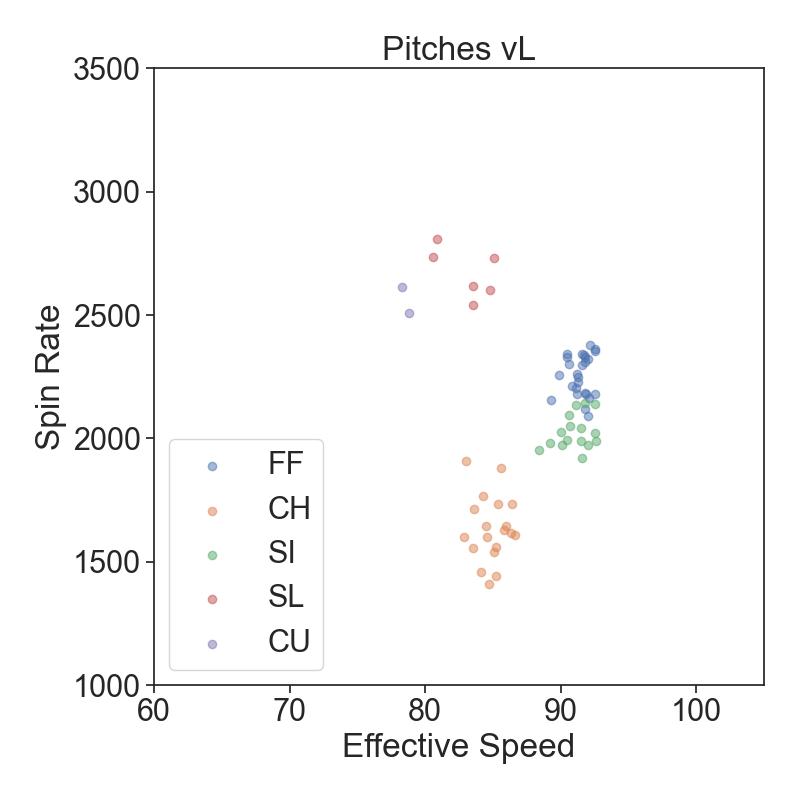 Pitches vL
3500
3000
2500
2000
1500
1000
Spin Rate
FF
CH
SI
SL
CU
60 70 80 90 100
Effective Speed